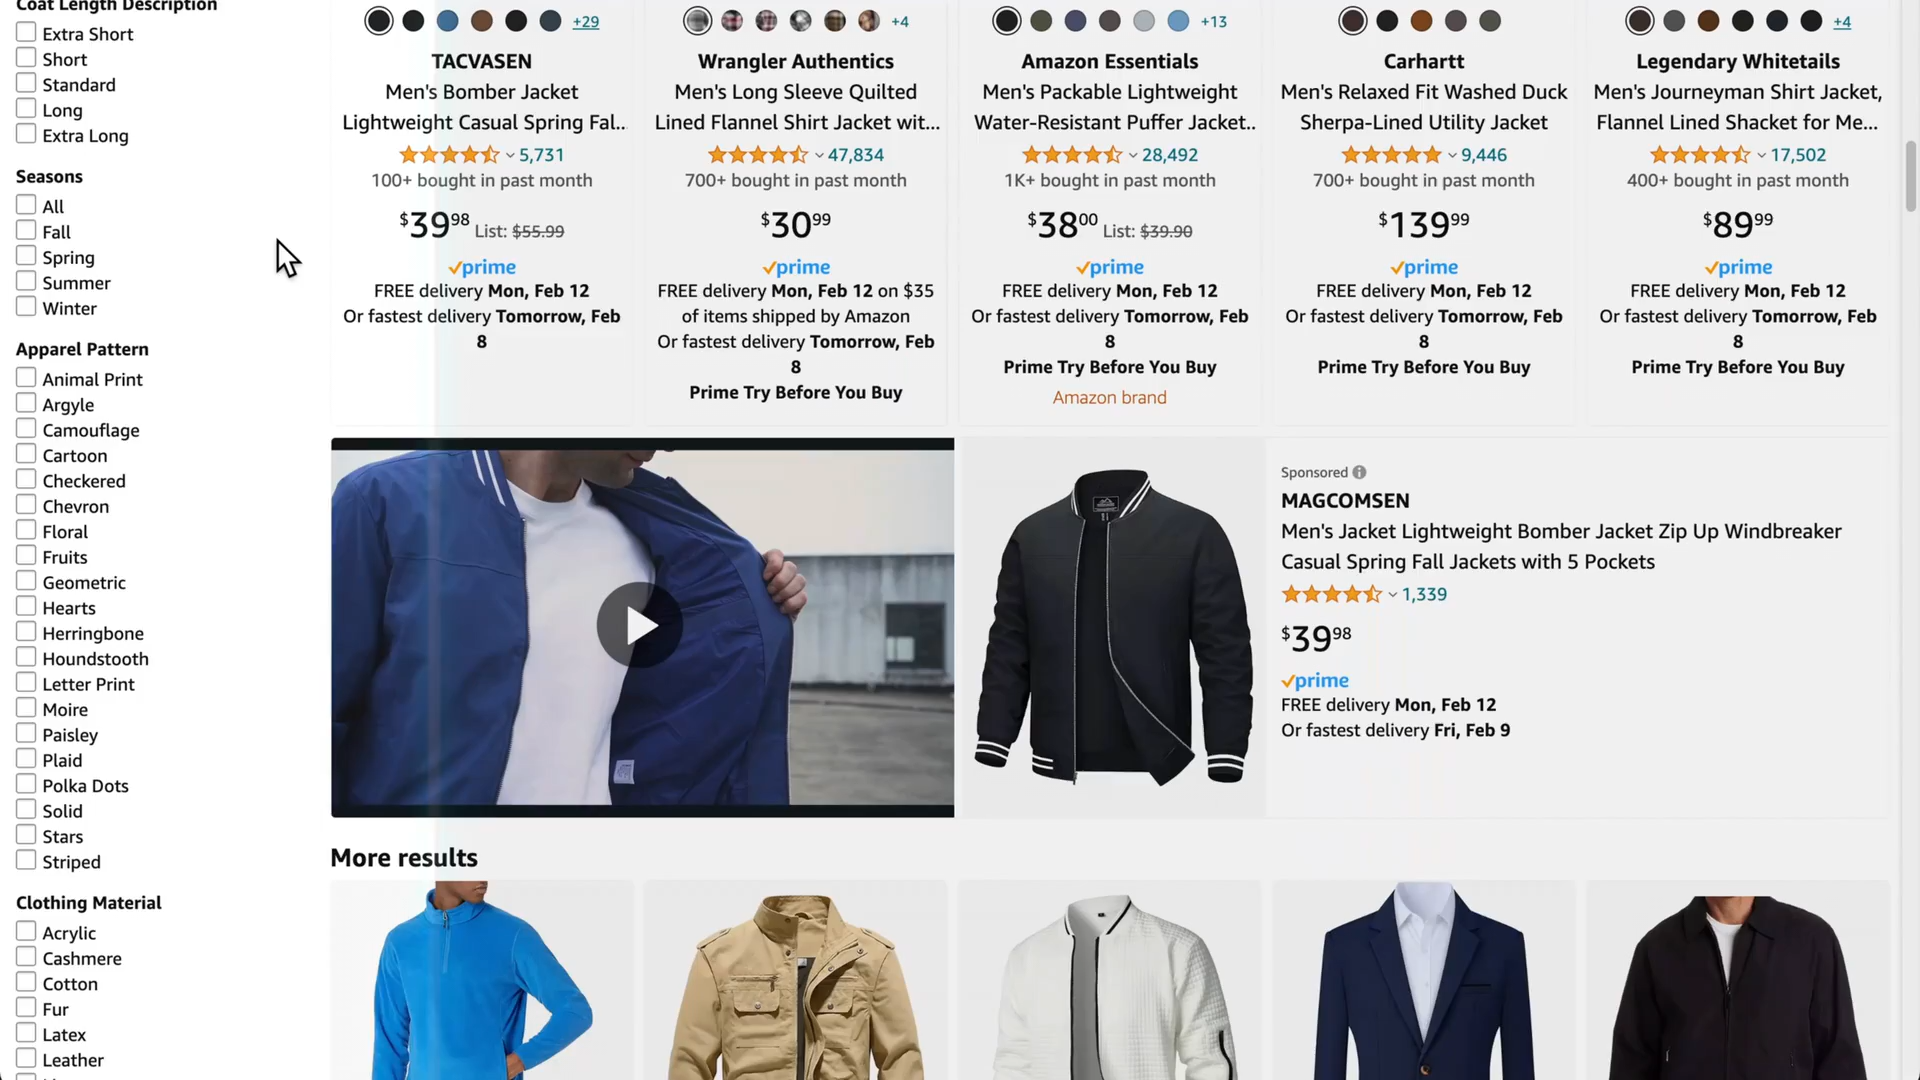 Coat Length Description
Extra Short
Short
Standard
Long
Extra Long
Seasons
All
Fall
Spring
Summer
Winter
Apparel Pattern
Animal Print
Argyle
Camouflage
Cartoon
Checkered
Chevron
Floral
Fruits
Geometric
Hearts
Herringbone
Houndstooth
Letter Print
Moire
Paisley
Plaid
Polka Dots
Solid
Stars
Striped
Clothing Material
Acrylic
Cashmere
Cotton
Fur
Latex
Leather
+29
TACVASEN
Men's Bomber Jacket
Lightweight Casual Spring Fal...
5,731
100+ bought in past month
$39.98 List: $55.99
prime
FREE delivery Mon, Feb 12
Or fastest delivery Tomorrow, Feb
8
+4
Wrangler Authentics
Men's Long Sleeve Quilted
Lined Flannel Shirt Jacket wit...
47,834
700+ bought in past month
$30.99
prime
FREE delivery Mon, Feb 12 on $35
of items shipped by Amazon
Or fastest delivery Tomorrow, Feb
8
Prime Try Before You Buy
+13
Amazon Essentials
Men's Packable Lightweight
Water-Resistant Puffer Jacket...
28,492
1K+ bought in past month
$38.00 List: $39.90
prime
FREE delivery Mon, Feb 12
Or fastest delivery Tomorrow, Feb
8
Prime Try Before You Buy
Amazon brand
Carhartt
Men's Relaxed Fit Washed Duck
Sherpa-Lined Utility Jacket
9,446
700+ bought in past month
$139.99
prime
FREE delivery Mon, Feb 12
Or fastest delivery Tomorrow, Feb
8
Prime Try Before You Buy
+4
Legendary Whitetails
Men's Journeyman Shirt Jacket,
Flannel Lined Shacket for Me...
17,502
400+ bought in past month
$89.99
prime
FREE delivery Mon, Feb 12
Or fastest delivery Tomorrow, Feb
8
Prime Try Before You Buy
Sponsored
MAGCOMSEN
Men's Jacket Lightweight Bomber Jacket Zip Up Windbreaker
Casual Spring Fall Jackets with 5 Pockets
1,339
$39.98
prime
FREE delivery Mon, Feb 12
Or fastest delivery Fri, Feb 9
More results